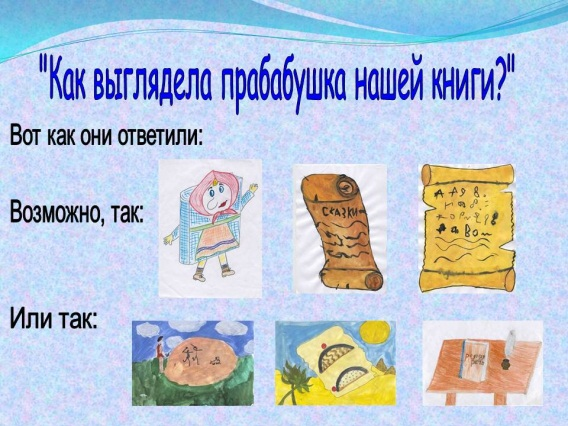 "Как выглядела прабабушка нашей книги?"
Вот как они ответили:
Возможно, так:
СКАЗКИ
Или так: